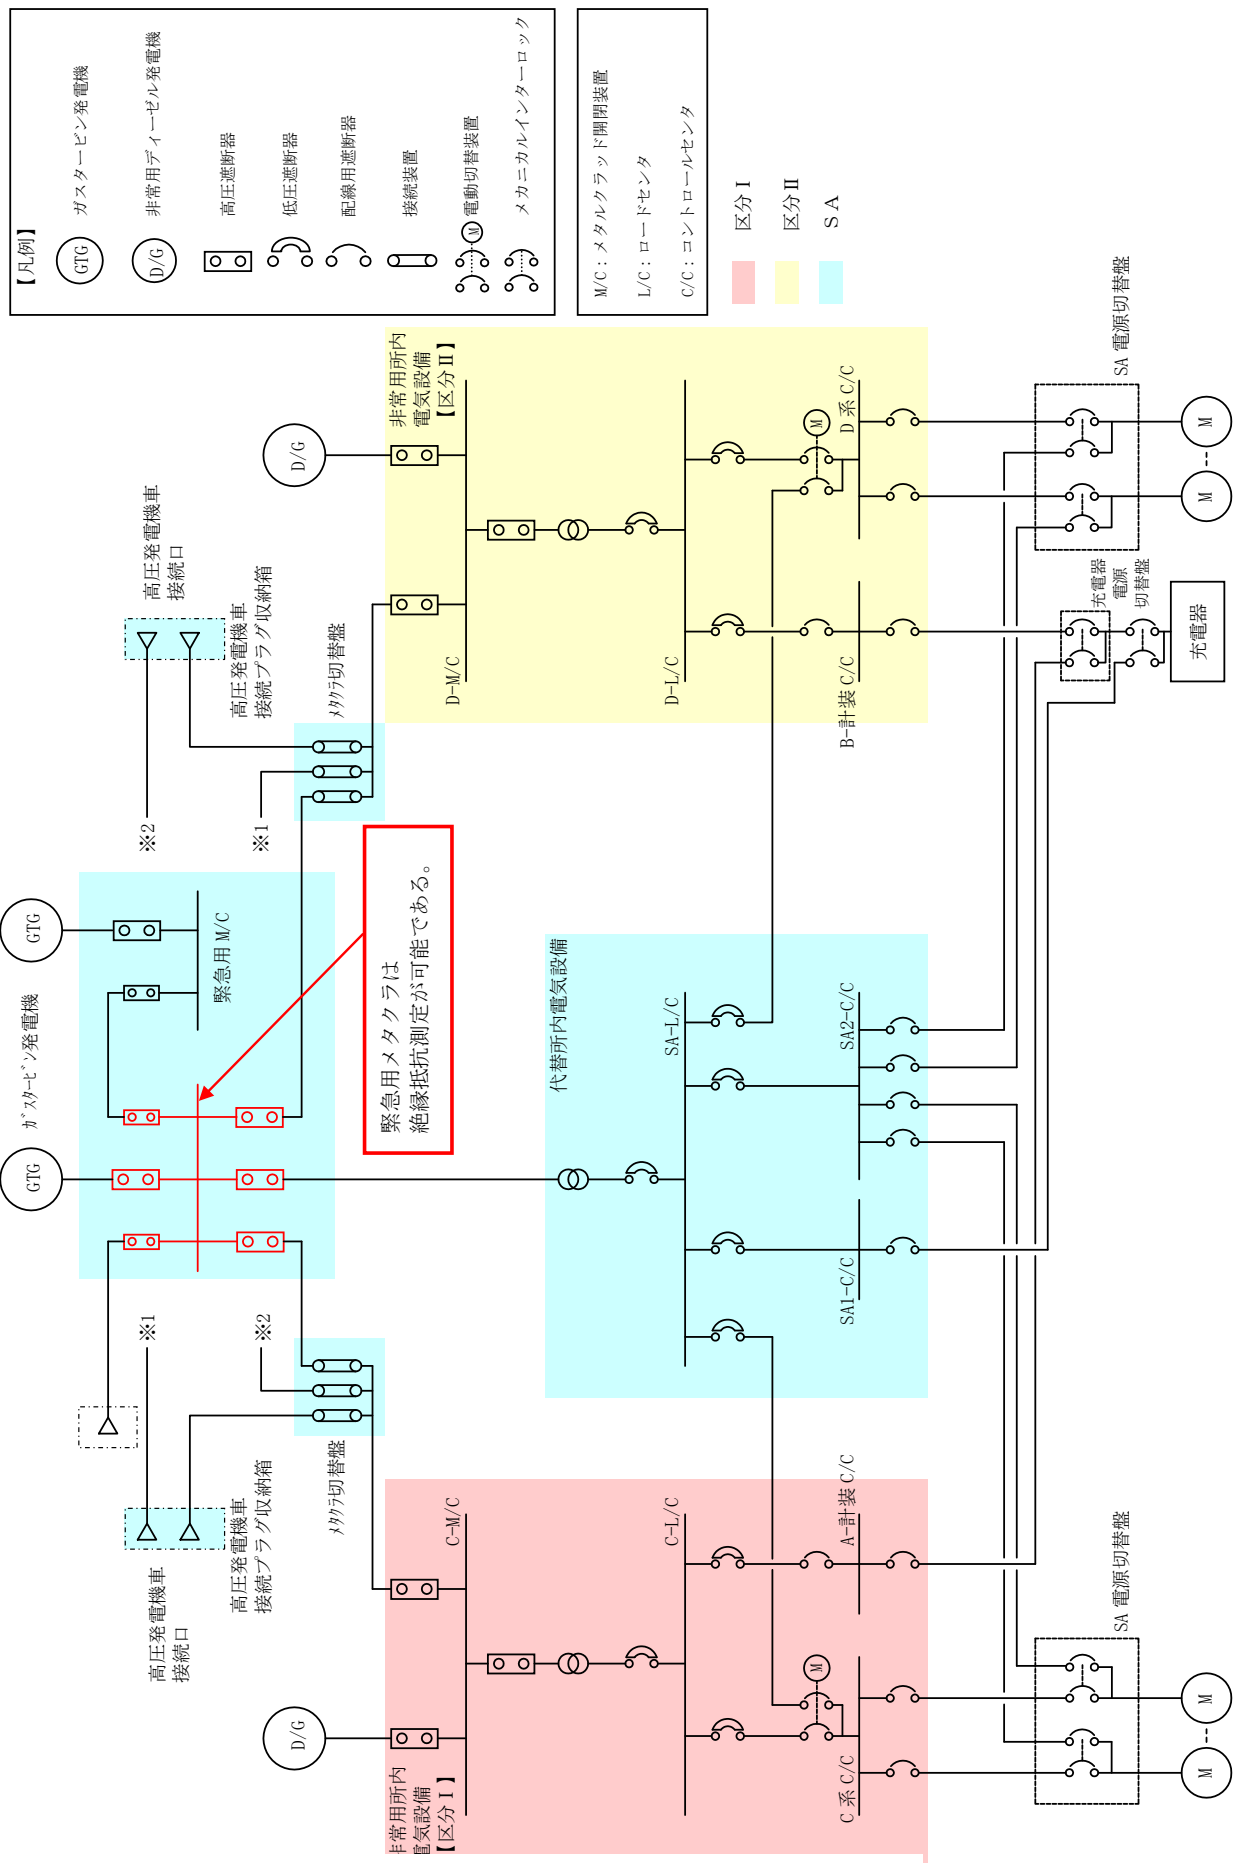 【凡例】
GTG
ガスタービン発電機
D/G
非常用ディーゼル発電機
高圧遮断器
低圧遮断器
配線用遮断器
接続装置
M
電動切替装置
メカニカルインターロック
M/C：メタルクラッド開閉装置
L/C：ロードセンタ
C/C：コントロールセンタ
区分Ⅰ
区分Ⅱ
ＳＡ
GTG
GTG
ｶﾞｽﾀｰﾋﾞﾝ発電機
緊急用 M/C
緊急用メタクラは
絶縁抵抗測定が可能である。
高圧発電機車
接続口
高圧発電機車
接続プラグ収納箱
※2
※1
ﾒﾀｸﾗ切替盤
D/G
非常用所内
電気設備
【区分Ⅱ】
D-M/C
D-L/C
M
D 系 C/C
B-計装 C/C
SA 電源切替盤
M
M
充電器
電源
切替盤
充電器
代替所内電気設備
SA-L/C
SA2-C/C
SA1-C/C
※1
※2
ﾒﾀｸﾗ切替盤
高圧発電機車
接続プラグ収納箱
高圧発電機車
接続口
D/G
非常用所内
電気設備
【区分Ⅰ】
C-M/C
C-L/C
A-計装 C/C
M
C 系 C/C
SA 電源切替盤
M
M